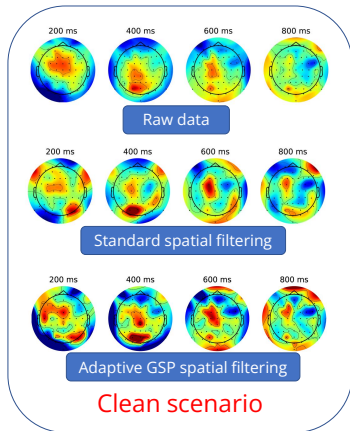 200 ms 400 ms 600 ms 800 ms
Raw data
200 ms 400 ms 600 ms 800 ms
Standard spatial filtering
200 ms 400 ms 600 ms 800 ms
Adaptive GSP spatial filtering
Clean scenario